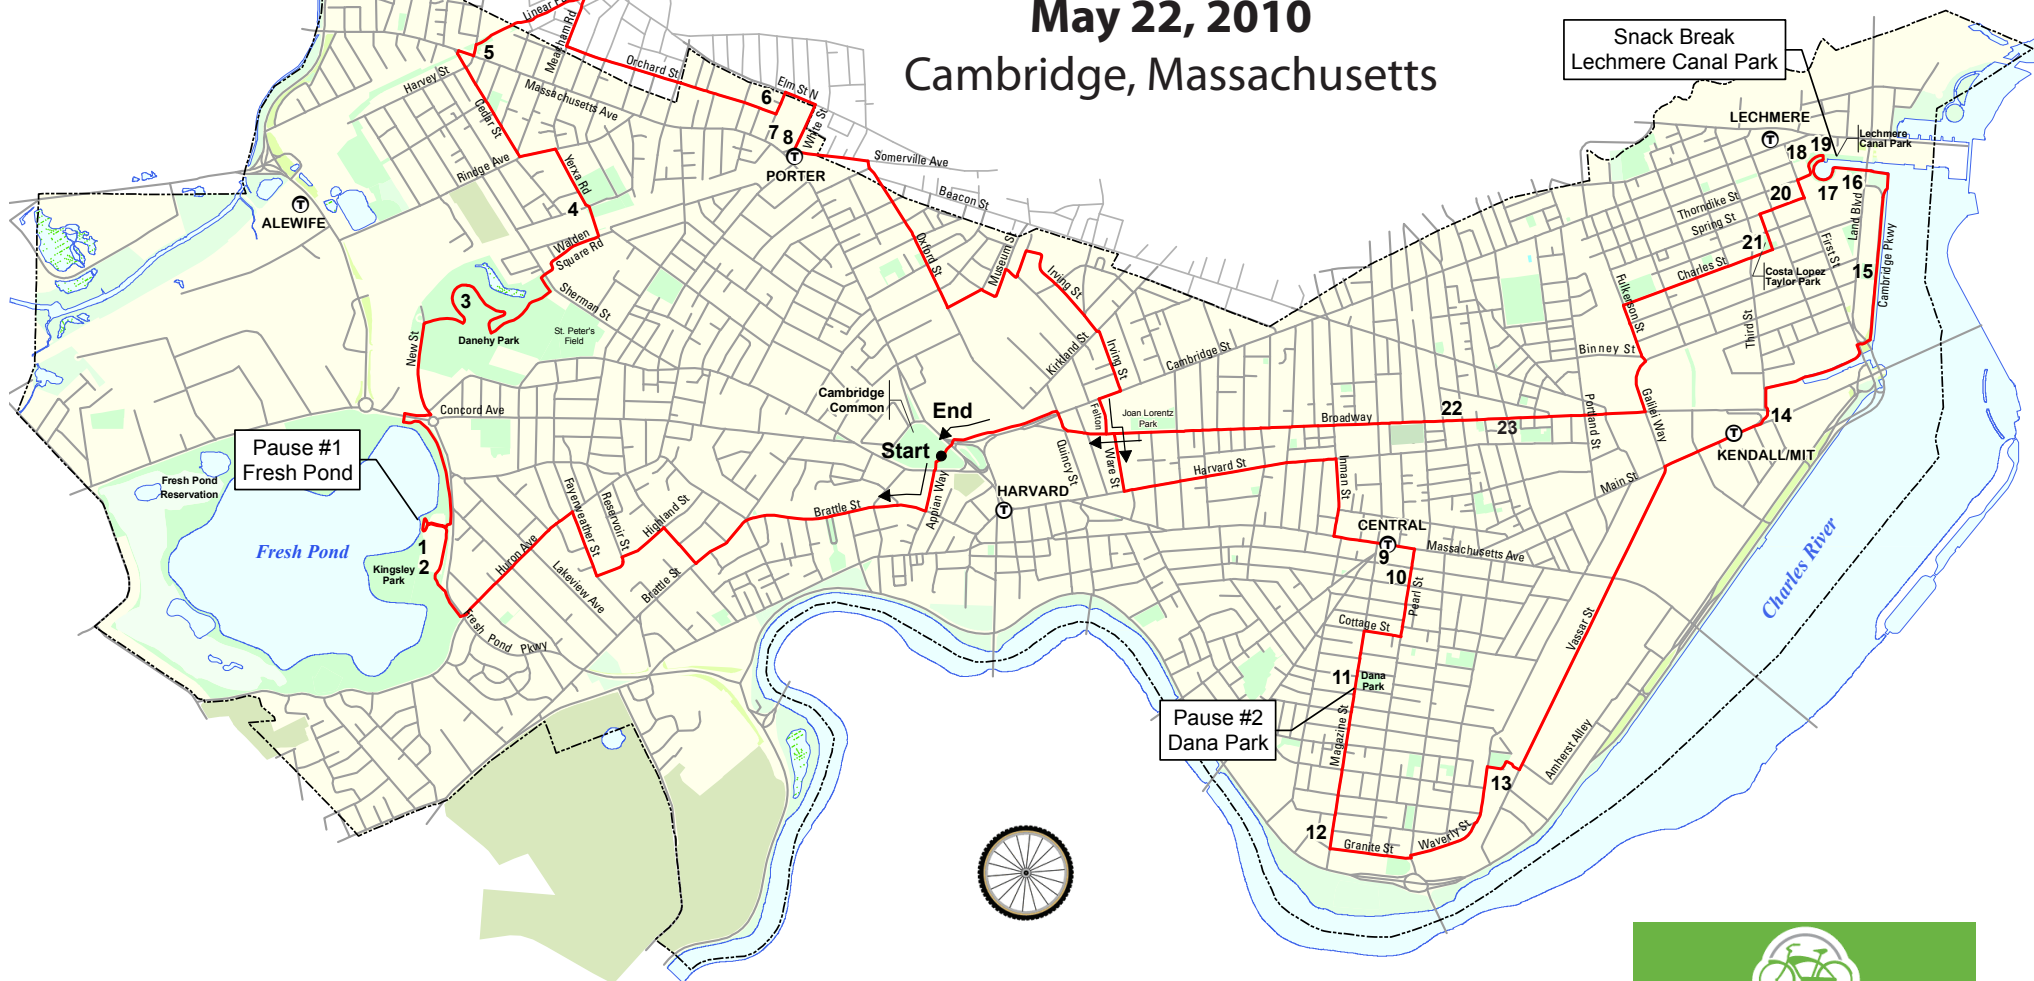 May 22, 2010
Cambridge, Massachusetts
Snack Break
Lechmere Canal Park
Meacham Rd
5
Orchard St
Harvey St
Massachusetts Ave
Elm St N
6
7
8
White St
T
PORTER
Cedar St
Somerville Ave
Rindge Ave
Yerxa Rd
Beacon St
T
ALEWIFE
4
Walden
Square Rd
Sherman St
Oxford St
Museum St
Irving St
3
Danehy Park
St. Peter's
Field
New St
Kirkland St
Irving St
Cambridge St
LECHMERE
T
18
19
Lechmere
Canal Park
20
17
16
Thorndike St
Spring St
21
First St
Land Blvd
Charles St
15
Costa Lopez
Taylor Park
Cambridge Pkwy
Fulkerson St
Third St
Binney St
Concord Ave
Cambridge
Common
End
Start
Felton
Joan Lorentz
Park
Broadway
22
23
Portland St
Galilei Way
14
T
KENDALL/MIT
Pause #1
Fresh Pond
Fresh Pond
Reservation
Fresh Pond
Quincy St
Ware St
Harvard St
Inman St
Main St
HARVARD
T
Appian Way
Brattle St
Fayerweather St
Reservoir St
Highland St
Huron Ave
Lakeview Ave
Brattle St
1
2
Kingsley
Park
Fresh Pond Pkwy
CENTRAL
T
9
10
Massachusetts Ave
Pearl St
Cottage St
11
Dana
Park
Pause #2
Dana Park
Magazine St
Vassar St
Amherst Alley
Charles River
13
12
Granite St
Waverly St